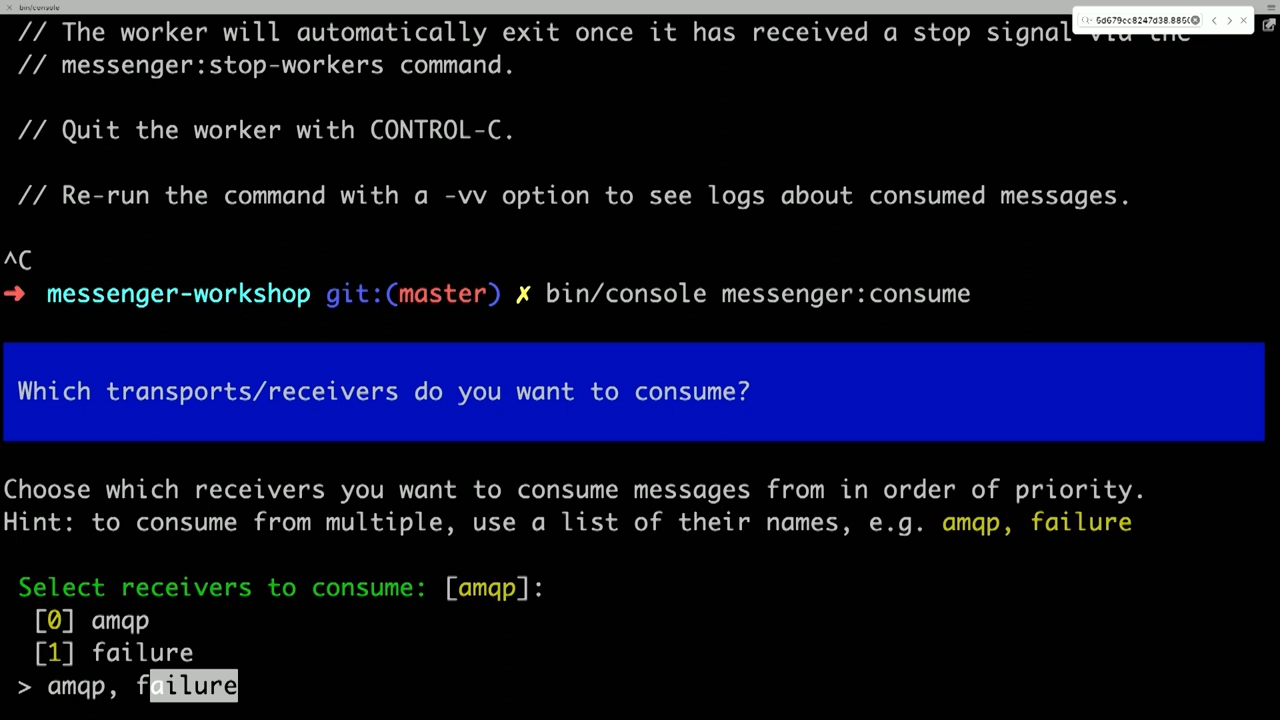 bin/console
5d679cc8247d38.8850
// The worker will automatically exit once it has received a stop signal via the
// messenger:stop-workers command.
// Quit the worker with CONTROL-C.
// Re-run the command with a -vv option to see logs about consumed messages.
^C
➜ messenger-workshop git:(master) ✗ bin/console messenger:consume
Which transports/receivers do you want to consume?
Choose which receivers you want to consume messages from in order of priority.
Hint: to consume from multiple, use a list of their names, e.g. amqp, failure
Select receivers to consume: [amqp]:
[0] amqp
[1] failure
> amqp, failure